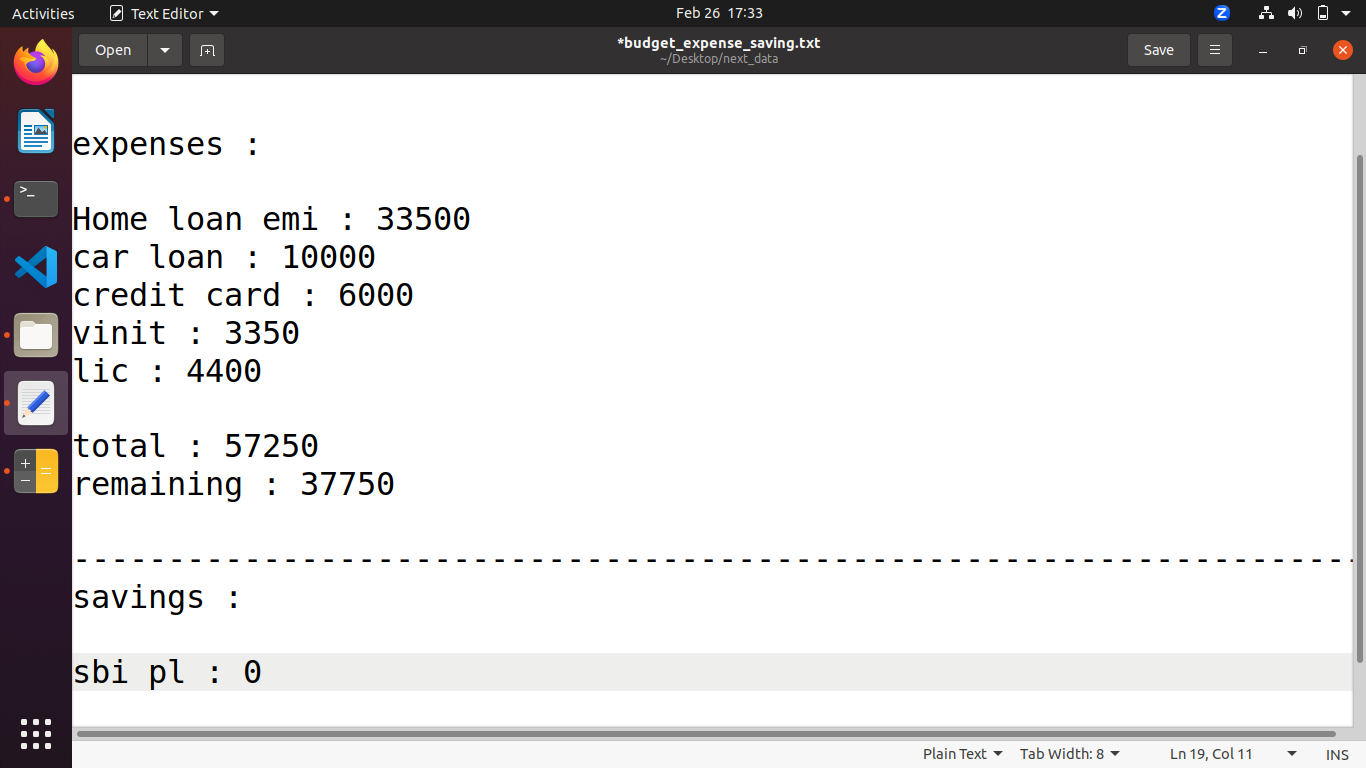 Activities
Text Editor
Feb 26 17:33
Z
Open
*budget_expense_saving.txt
~/Desktop/next_data
Save
expenses :
Home loan emi : 33500
car loan : 10000
credit card : 6000
vinit : 3350
lic : 4400
total : 57250
remaining : 37750
--------------------------------------------------------------------
savings :
sbi pl : 0
Plain Text
Tab Width: 8
Ln 19, Col 11
INS